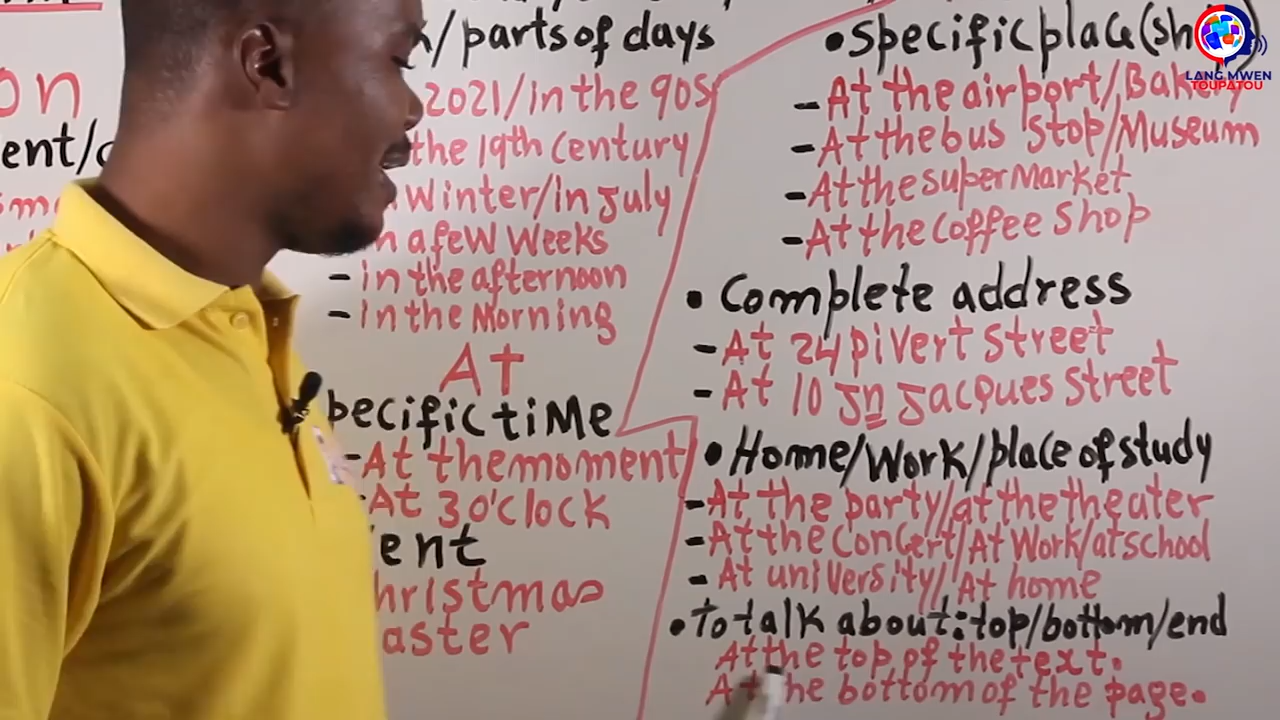 on
ent/
/parts of days
2021/in the 90s
the 19th century
Winter/in July
in a few Weeks
- in the afternoon
- in the Morning
At
pecific tiMe
- At the moment
- At 3 o'clock
ent
hristmas
aster
• Specific place(
- At the airport/Bakery
- At the bus Stop/Museum
- At the superMarket
- At the Coffee Shop
• Complete address
- At 24 pivert street
- At 10 Jn Jacques Street
• Home/Work/place of study
- At the party/at the theater
- At the Concert/At Work/at school
- At university/At home
• To talk about: top/bottom/end
At the top of the text.
At the bottom of the page.
LANG MWEN
TOUPATOU